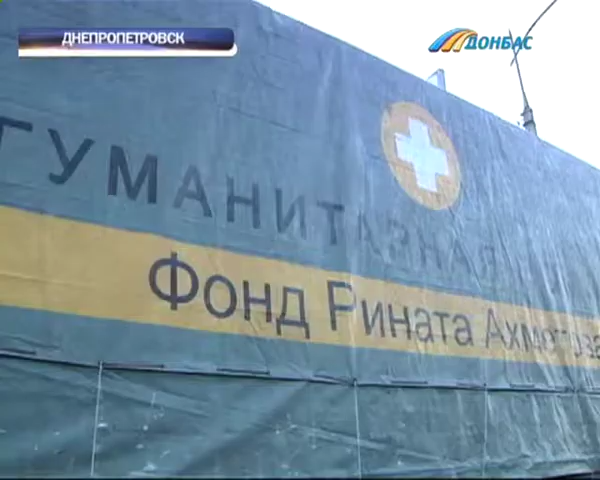 ДНЕПРОПЕТРОВСК
ДОНБАС
ГУМАНИТАРНАЯ
Фонд Рината Ахметова